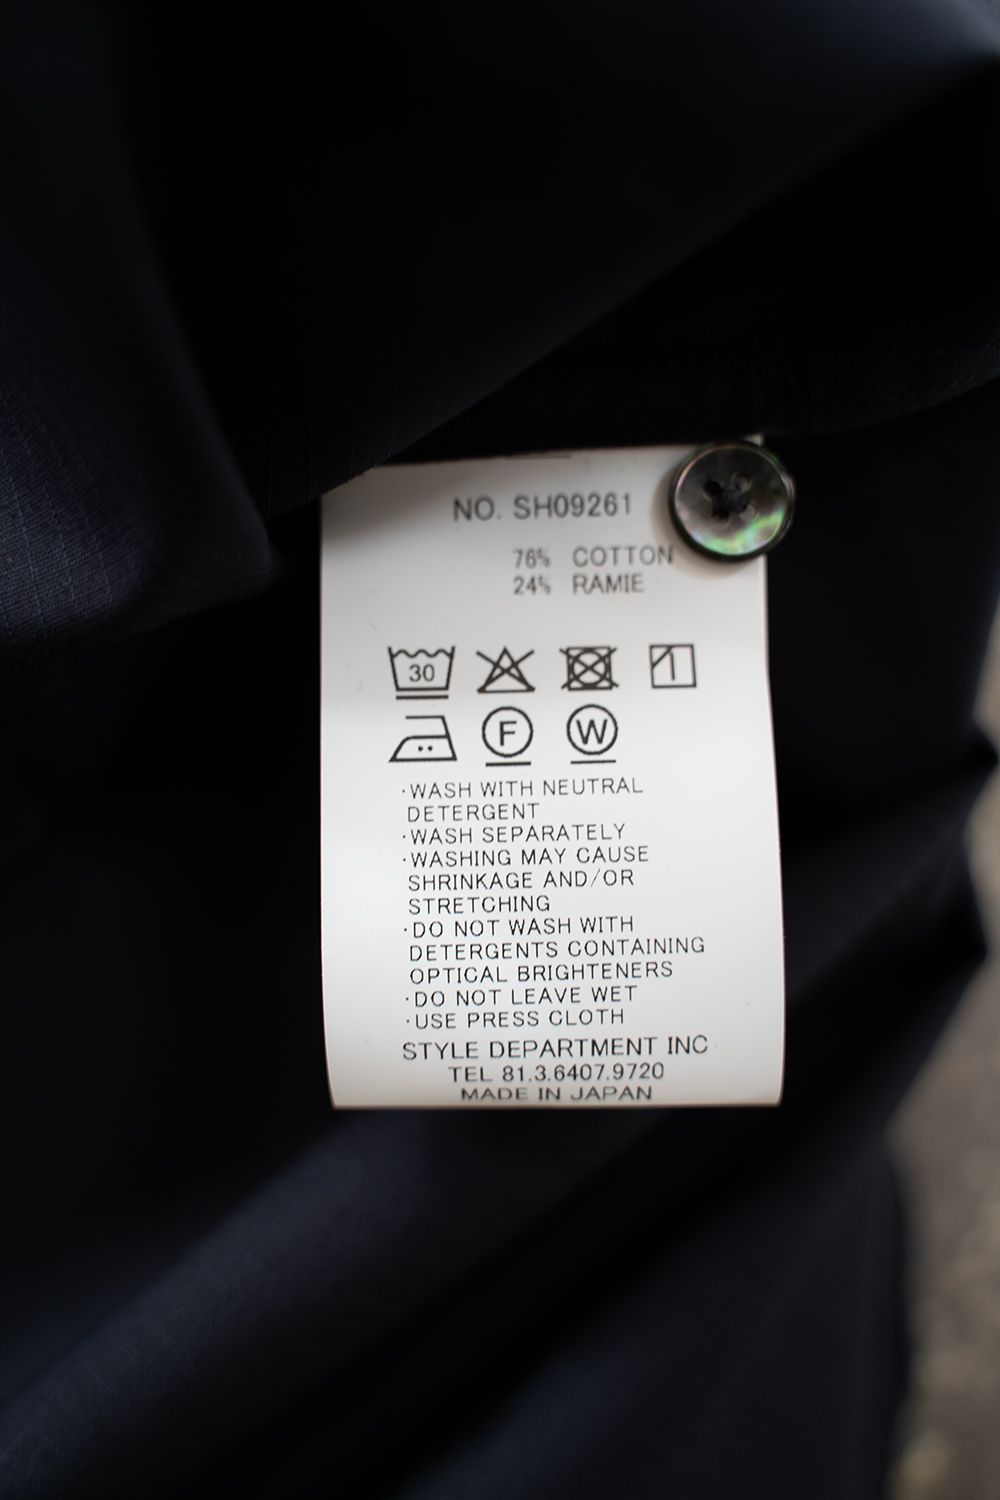 NO. SH09261
76% COTTON
24% RAMIE
30
F W
·WASH WITH NEUTRAL
DETERGENT
·WASH SEPARATELY
·WASHING MAY CAUSE
SHRINKAGE AND/OR
STRETCHING
·DO NOT WASH WITH
DETERGENTS CONTAINING
OPTICAL BRIGHTENERS
·DO NOT LEAVE WET
·USE PRESS CLOTH
STYLE DEPARTMENT INC
TEL 81.3.6407.9720
MADE IN JAPAN